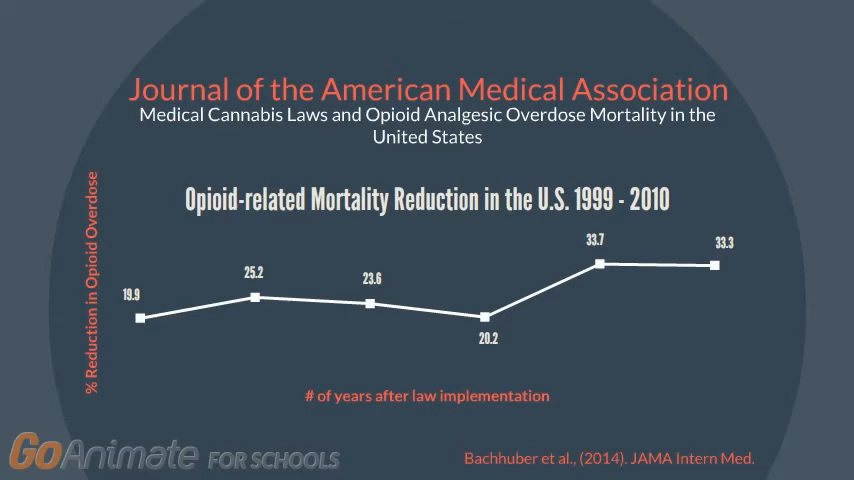 Journal of the American Medical Association
Medical Cannabis Laws and Opioid Analgesic Overdose Mortality in the
United States
Opioid-related Mortality Reduction in the U.S. 1999 - 2010
% Reduction in Opioid Overdose
19.9
25.2
23.6
20.2
33.7
33.3
# of years after law implementation
GoAnimate FOR SCHOOLS
Bachhuber et al., (2014). JAMA Intern Med.